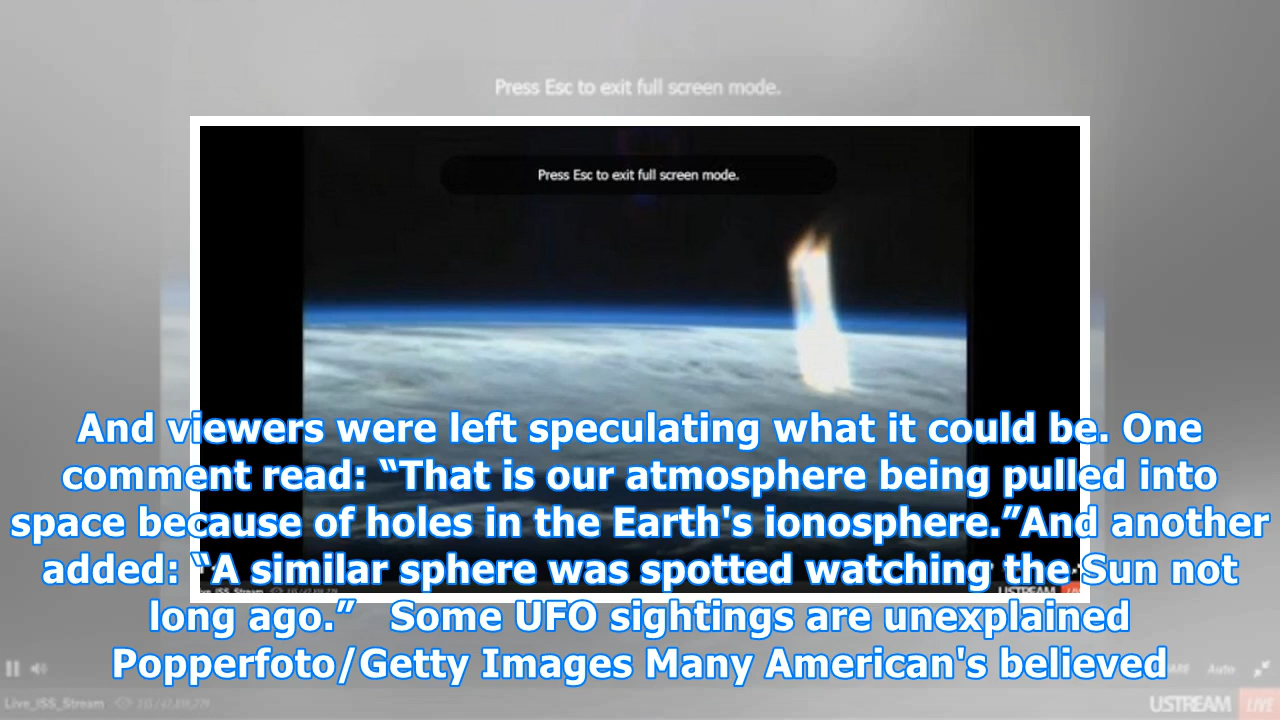 Press Esc to exit full screen mode.
Press Esc to exit full screen mode.
And viewers were left speculating what it could be. One
comment read: “That is our atmosphere being pulled into
space because of holes in the Earth's ionosphere.”And another
added: “A similar sphere was spotted watching the Sun not
long ago.” Some UFO sightings are unexplained
Popperfoto/Getty Images Many American's believed
Auto
Live_ISS_Stream
USTREAM LIVE